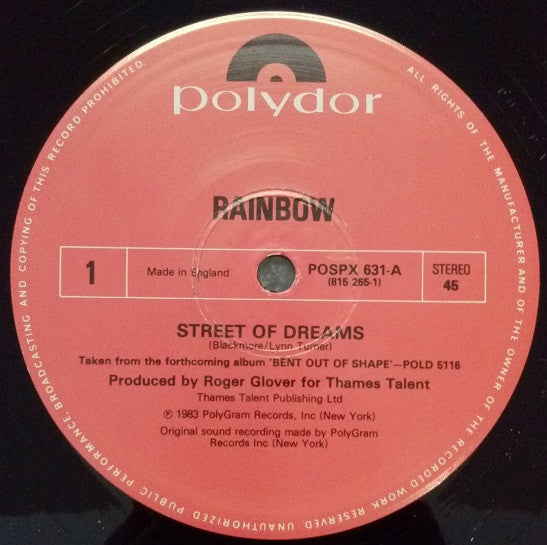 polydor
RAINBOW
1
Made in England
POSPX 631-A
(815 265-1)
STEREO
45
STREET OF DREAMS
(Blackmore/Lynn Turner)
Taken from the forthcoming album 'BENT OUT OF SHAPE'—POLD 5116
Produced by Roger Glover for Thames Talent
Thames Talent Publishing Ltd
℗ 1983 PolyGram Records, Inc (New York)
Original sound recording made by PolyGram
Records Inc (New York)
ALL RIGHTS OF THE MANUFACTURER AND OF THE OWNER OF THE RECORDED WORK RESERVED. UNAUTHORIZED PUBLIC PERFORMANCE, BROADCASTING AND COPYING OF THIS RECORD PROHIBITED.